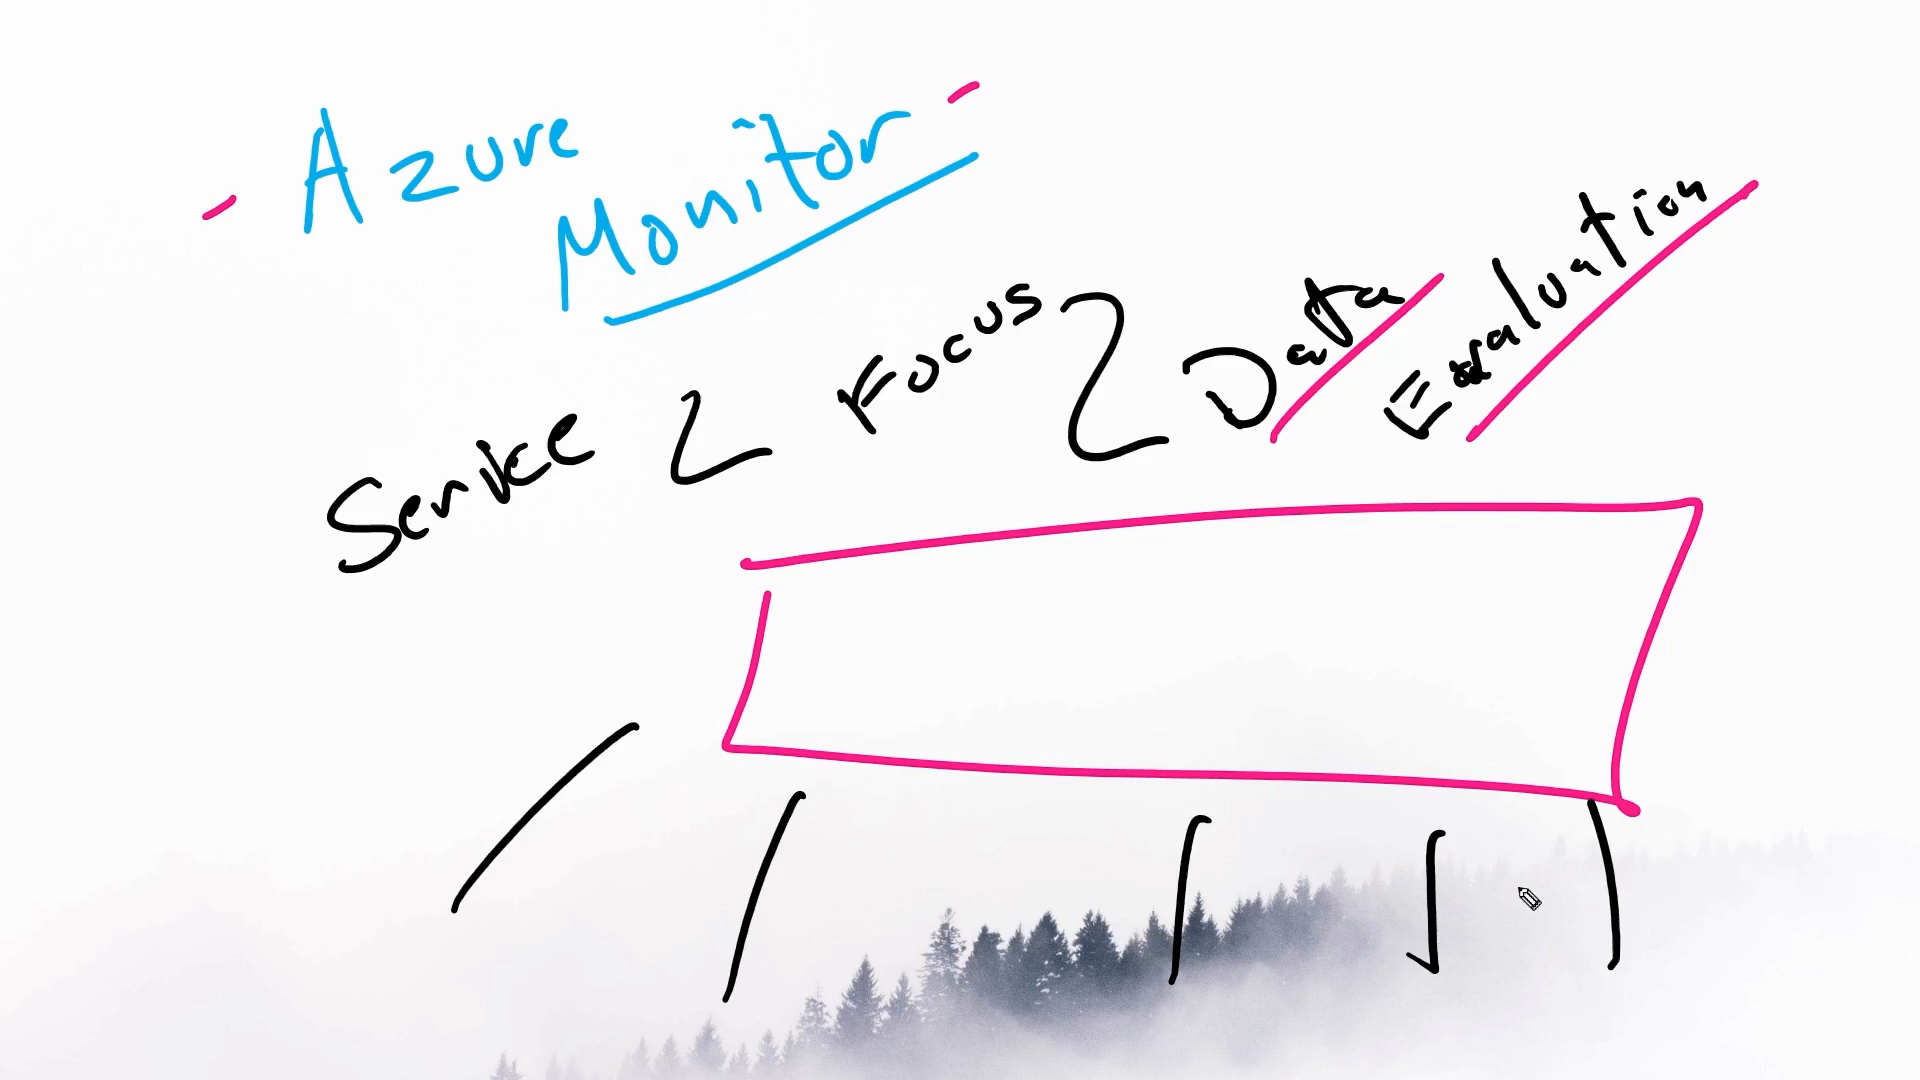 - Azure Monitor -
Service Focus Data Evaluation